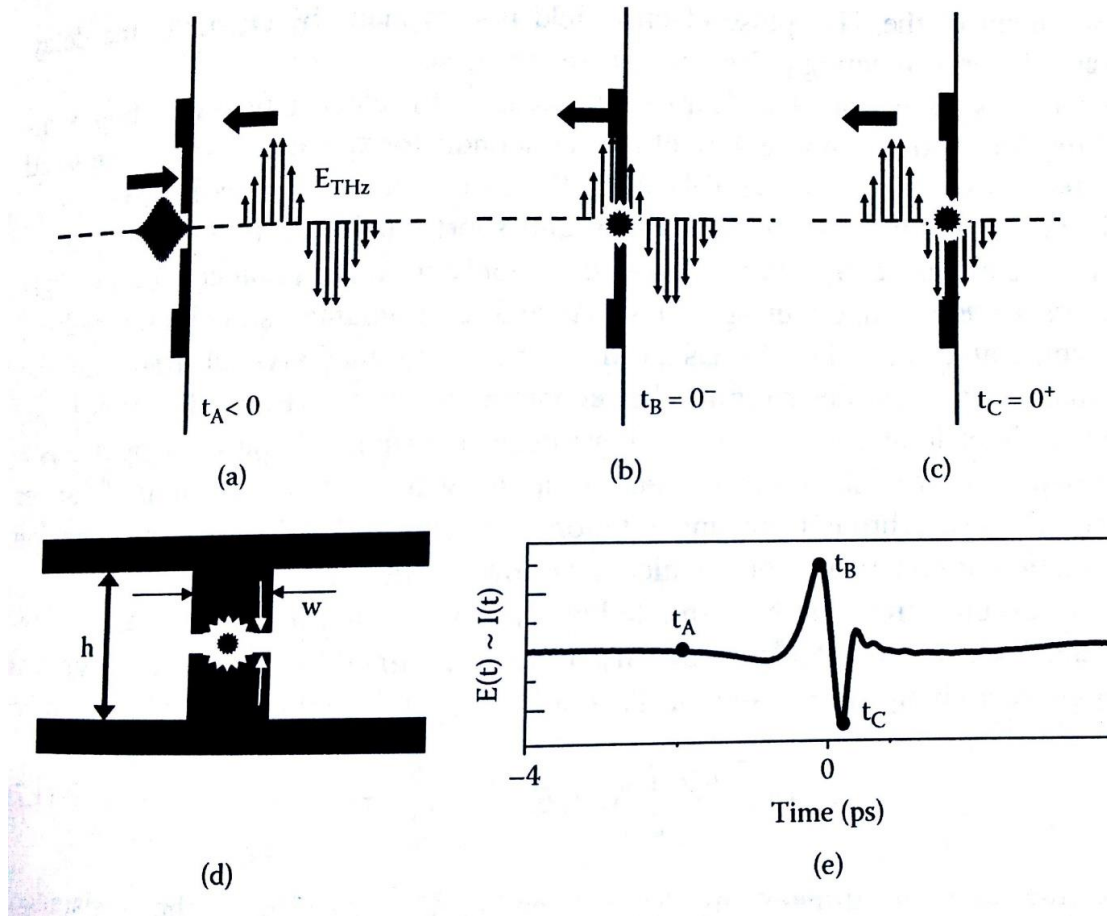 E_THz
t_A < 0
t_B = 0⁻
t_C = 0⁺
(a)
(b)
(c)
h
w
(d)
E(t) ~ I(t)
t_A
t_B
t_C
−4
0
Time (ps)
(e)